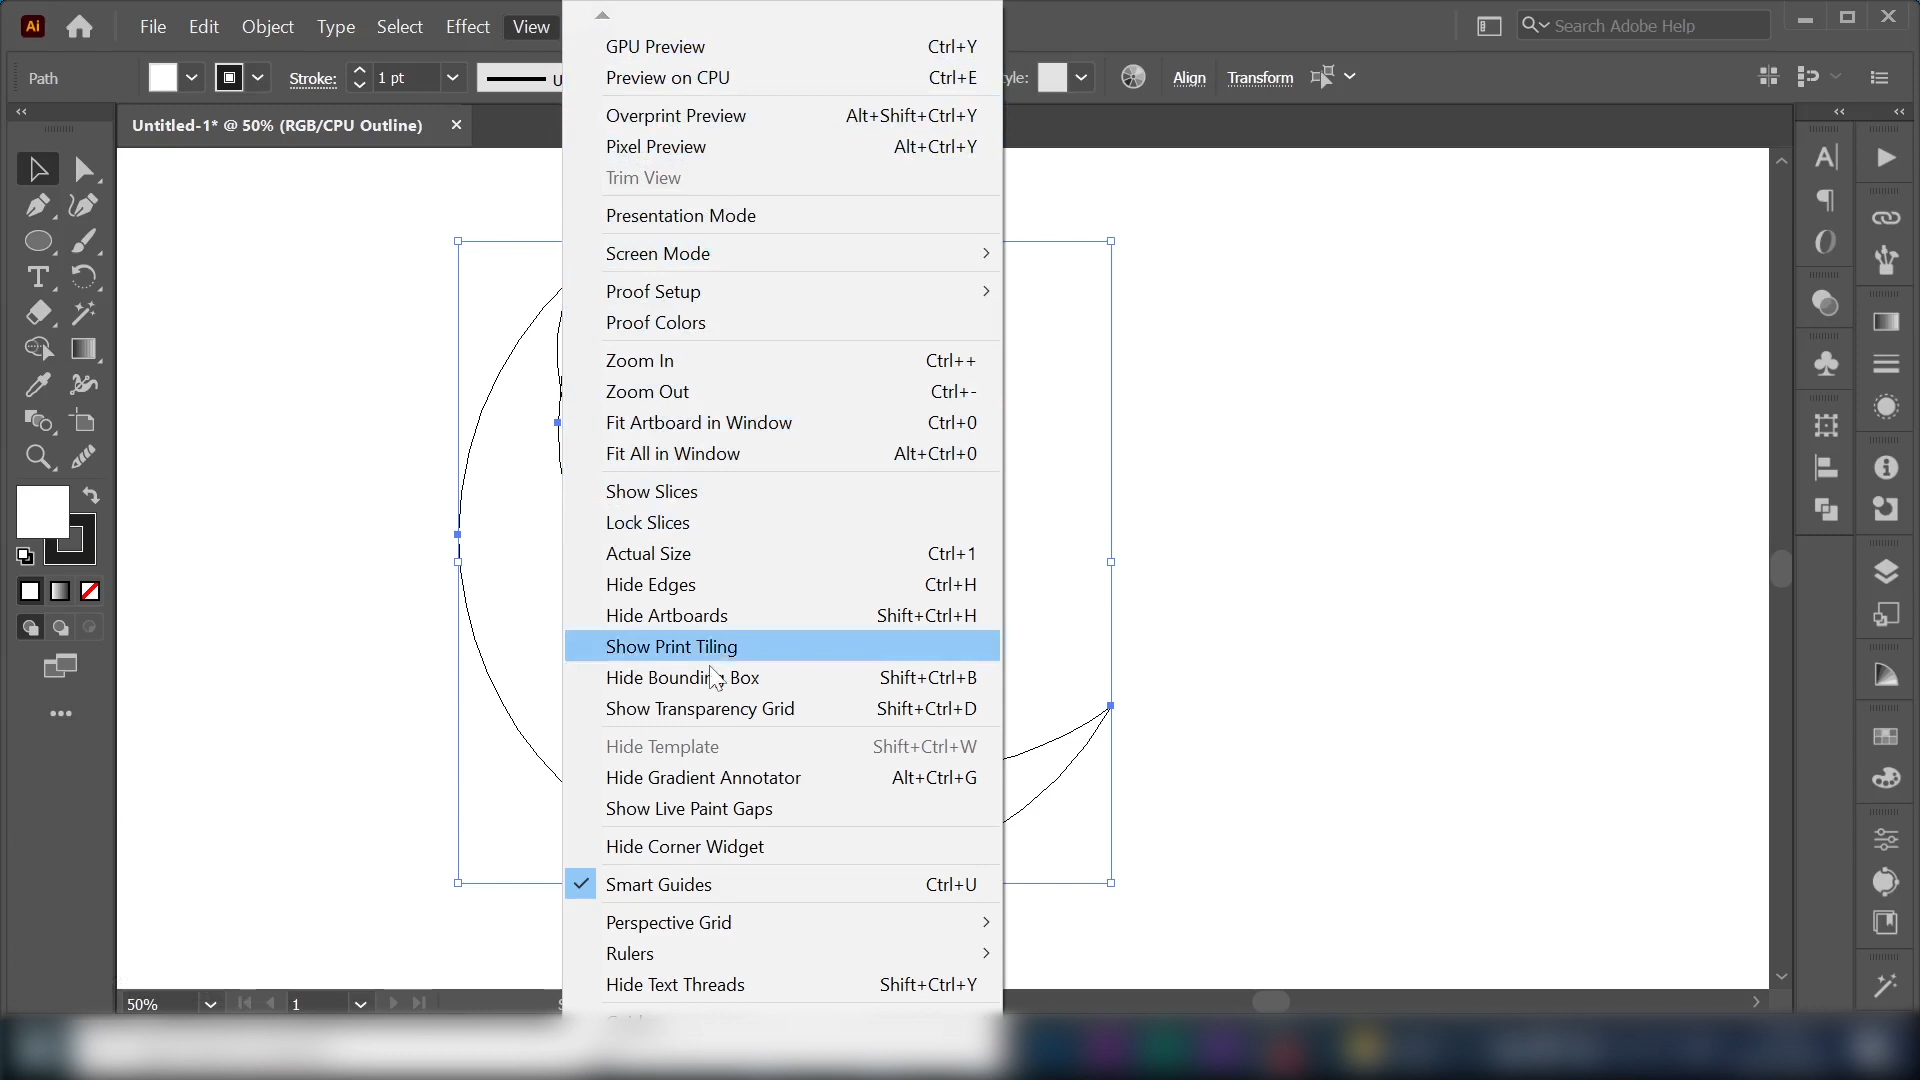 Ai File Edit Object Type Select Effect View Search Adobe Help
Path Stroke: 1 pt Align Transform
Untitled-1* @ 50% (RGB/CPU Outline)
GPU Preview Ctrl+Y
Preview on CPU Ctrl+E
Overprint Preview Alt+Shift+Ctrl+Y
Pixel Preview Alt+Ctrl+Y
Trim View
Presentation Mode
Screen Mode
Proof Setup
Proof Colors
Zoom In Ctrl++
Zoom Out Ctrl+-
Fit Artboard in Window Ctrl+0
Fit All in Window Alt+Ctrl+0
Show Slices
Lock Slices
Actual Size Ctrl+1
Hide Edges Ctrl+H
Hide Artboards Shift+Ctrl+H
Show Print Tiling
Hide Bounding Box Shift+Ctrl+B
Show Transparency Grid Shift+Ctrl+D
Hide Template Shift+Ctrl+W
Hide Gradient Annotator Alt+Ctrl+G
Show Live Paint Gaps
Hide Corner Widget
Smart Guides Ctrl+U
Perspective Grid
Rulers
Hide Text Threads Shift+Ctrl+Y
50% 1